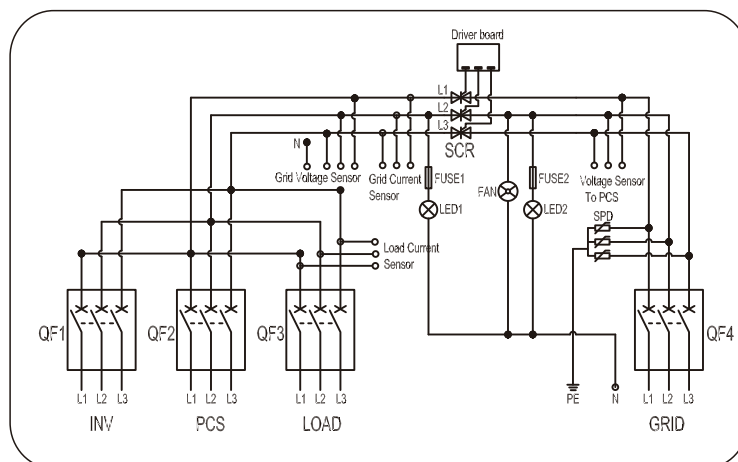 Driver board
L1
L2
L3
SCR
N
Grid Voltage Sensor
Grid Current
Sensor
FUSE1
LED1
FAN
FUSE2
LED2
Voltage Sensor
To PCS
SPD
Load Current
Sensor
QF1
QF2
QF3
QF4
L1 L2 L3
L1 L2 L3
L1 L2 L3
PE
N
L1 L2 L3
INV
PCS
LOAD
GRID